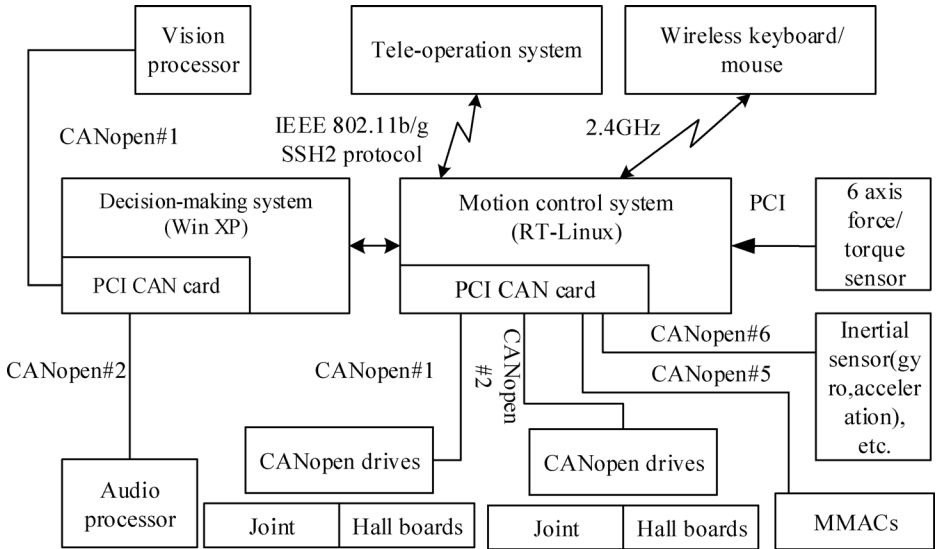 Vision
processor
Tele-operation system
Wireless keyboard/
mouse
CANopen#1
IEEE 802.11b/g
SSH2 protocol
2.4GHz
Decision-making system
(Win XP)
PCI CAN card
Motion control system
(RT-Linux)
PCI CAN card
PCI
6 axis
force/
torque
sensor
CANopen#2
CANopen#1
CANopen
#2
CANopen#6
CANopen#5
Inertial
sensor(gy
ro,acceler
ation),
etc.
Audio
processor
CANopen drives
Joint
Hall boards
CANopen drives
Joint
Hall boards
MMACs